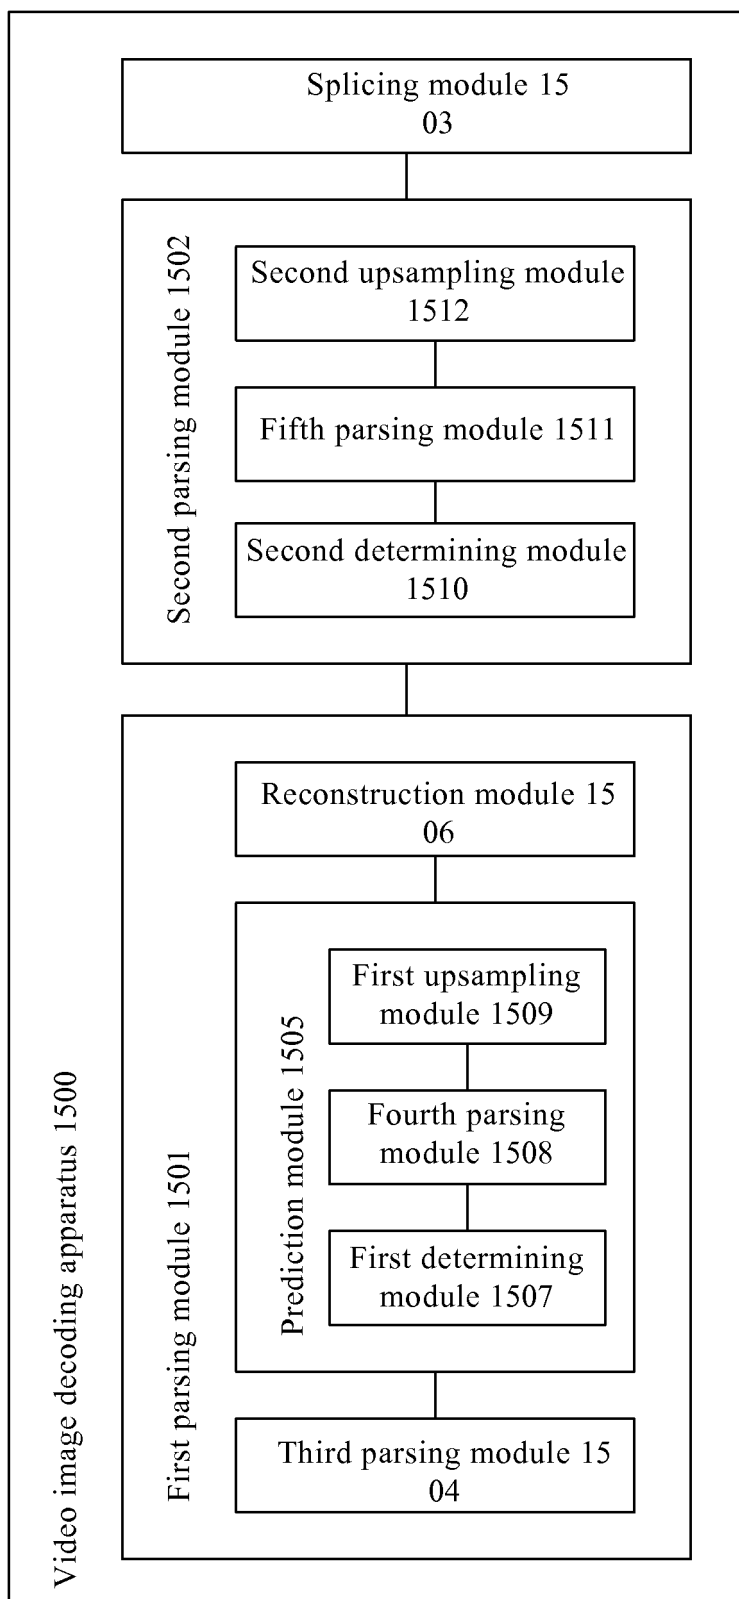 Splicing module 15
03
Second parsing module 1502
Second upsampling module
1512
Fifth parsing module 1511
Second determining module
1510
Video image decoding apparatus 1500
First parsing module 1501
Reconstruction module 15
06
Prediction module 1505
First upsampling
module 1509
Fourth parsing
module 1508
First determining
module 1507
Third parsing module 15
04